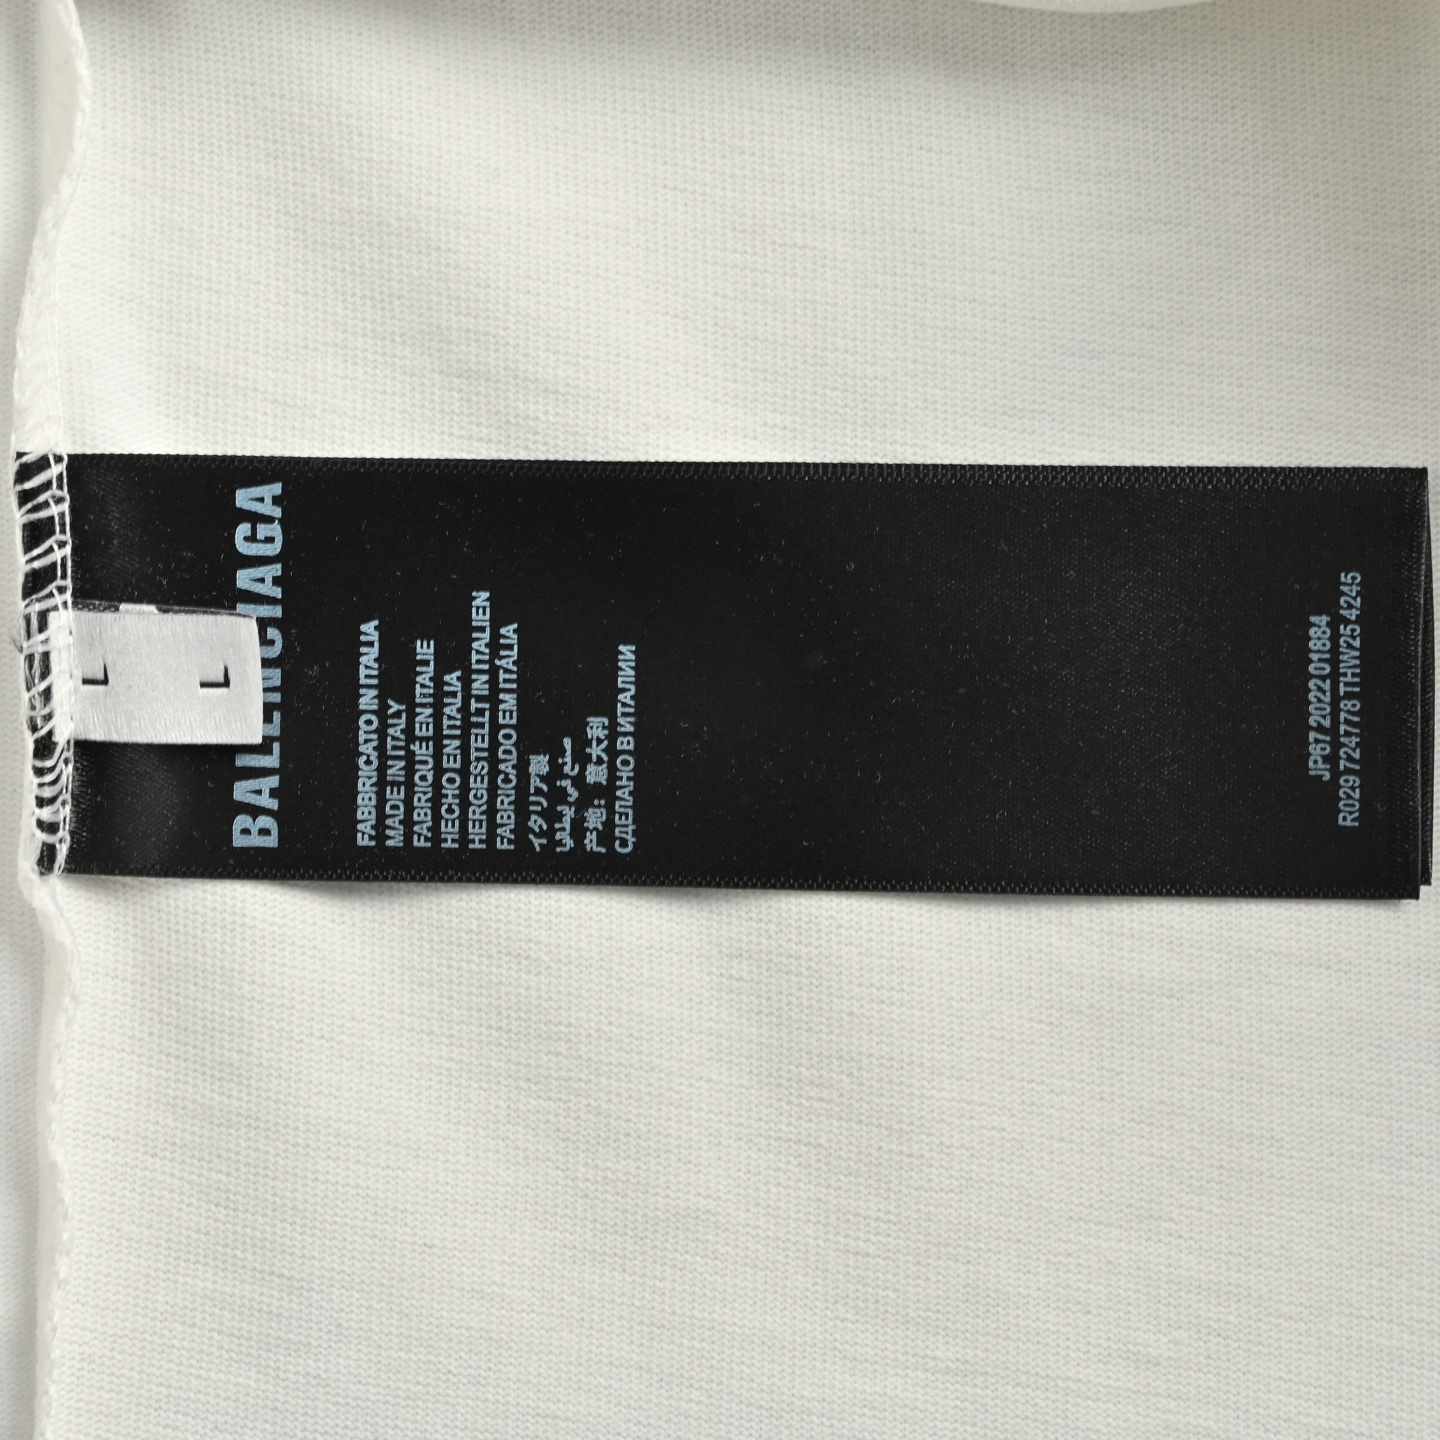 BALENCIAGA
L
L
FABBRICATO IN ITALIA
MADE IN ITALY
FABRIQUÉ EN ITALIE
HECHO EN ITALIA
HERGESTELLT IN ITALIEN
FABRICADO EM ITÁLIA
イタリア製
صنع في إيطاليا
产地：意大利
СДЕЛАНО В ИТАЛИИ
JP67 2022 01884
R029 724778 THW25 4245